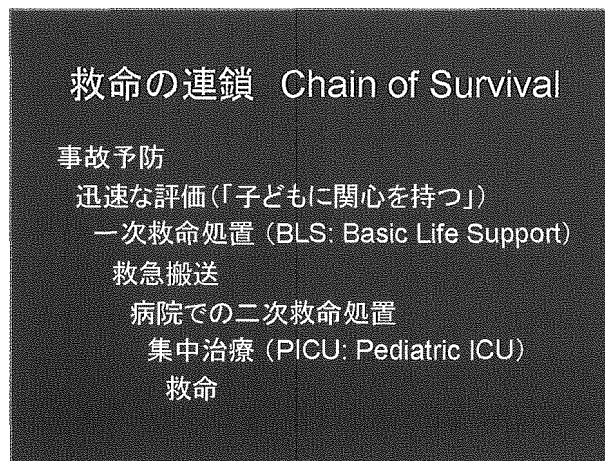 救命の連鎖 Chain of Survival
事故予防
迅速な評価(「子どもに関心を持つ」)
一次救命処置 (BLS: Basic Life Support)
救急搬送
病院での二次救命処置
集中治療 (PICU: Pediatric ICU)
救命